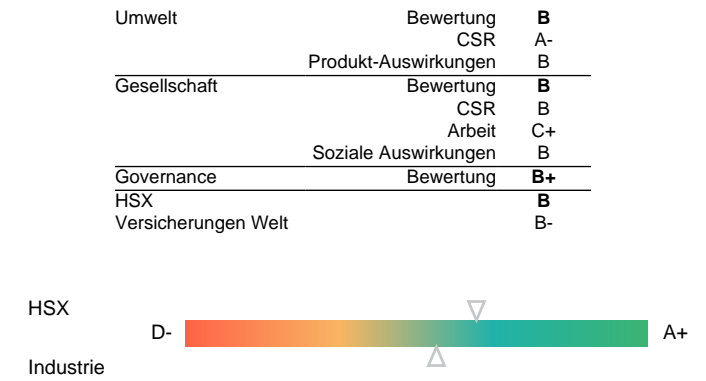 Umwelt Bewertung B
CSR A-
Produkt-Auswirkungen B
Gesellschaft Bewertung B
CSR B
Arbeit C+
Soziale Auswirkungen B
Governance Bewertung B+
HSX B
Versicherungen Welt B-
HSX
D- A+
Industrie